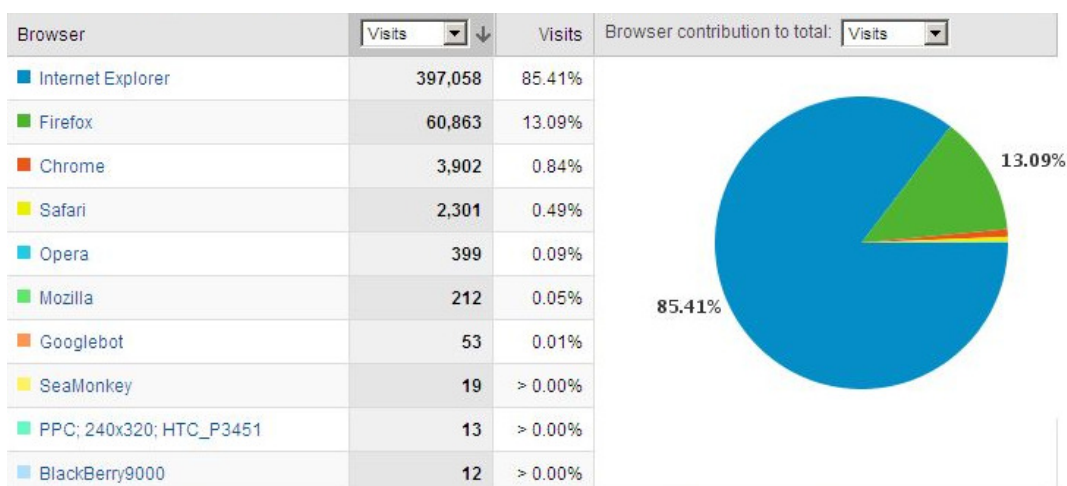 Browser Visits Visits Browser contribution to total: Visits
Internet Explorer 397,058 85.41%
Firefox 60,863 13.09%
Chrome 3,902 0.84%
Safari 2,301 0.49%
Opera 399 0.09%
Mozilla 212 0.05%
Googlebot 53 0.01%
SeaMonkey 19 > 0.00%
PPC; 240x320; HTC_P3451 13 > 0.00%
BlackBerry9000 12 > 0.00%
13.09%
85.41%